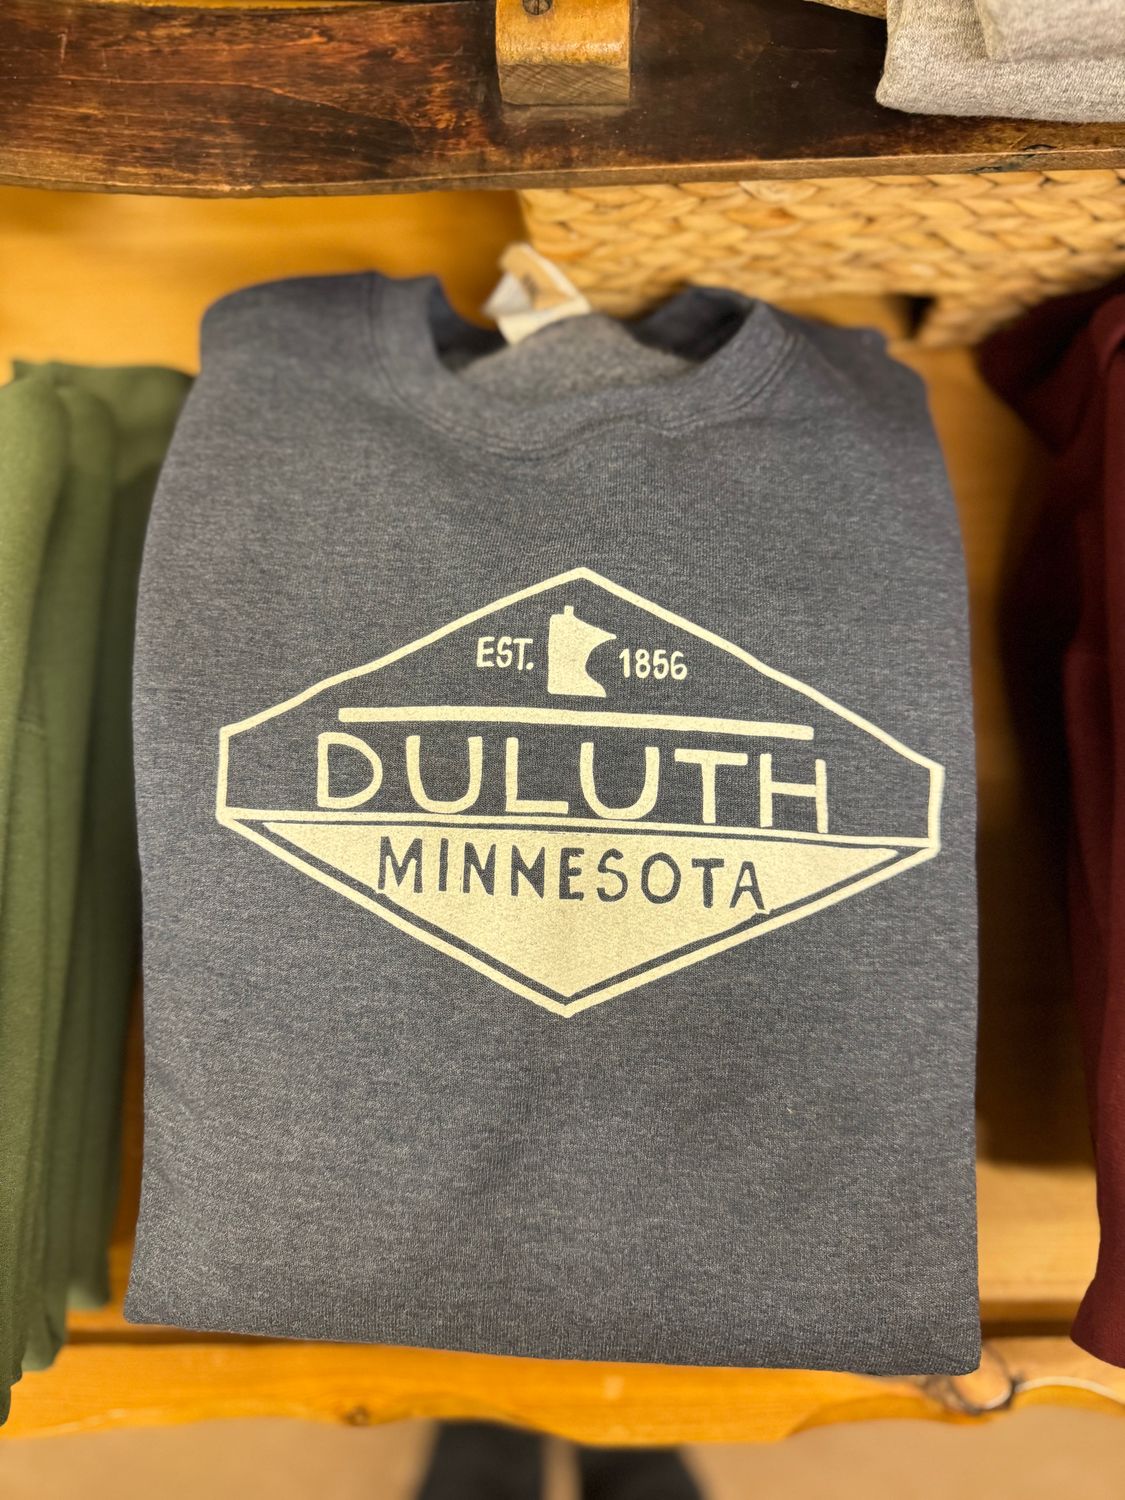 EST. 1856
DULUTH
MINNESOTA